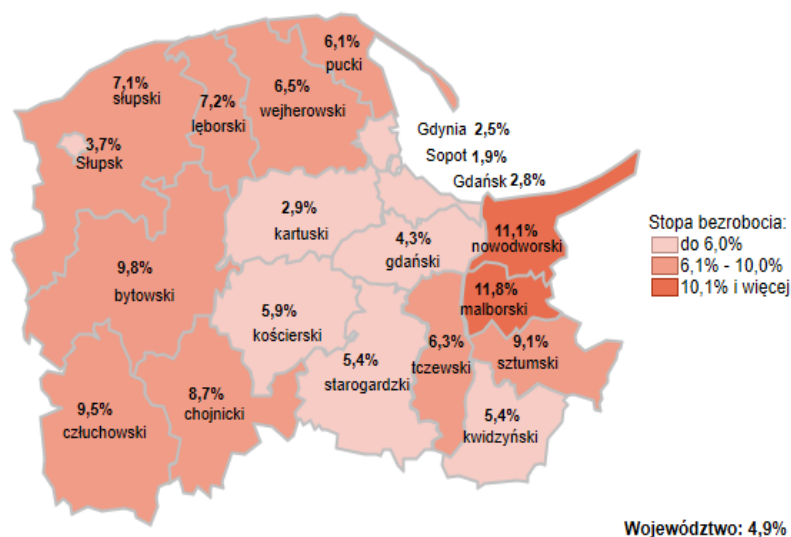 6,1%
pucki
7,1%
słupski
7,2%
lęborski
6,5%
wejherowski
3,7%
Słupsk
Gdynia 2,5%
Sopot 1,9%
Gdańsk 2,8%
2,9%
kartuski
4,3%
gdański
11,1%
nowodworski
9,8%
bytowski
11,8%
malborski
5,9%
kościerski
6,3%
tczewski
9,1%
sztumski
5,4%
starogardzki
8,7%
chojnicki
9,5%
człuchowski
5,4%
kwidzyński
Stopa bezrobocia:
do 6,0%
6,1% - 10,0%
10,1% i więcej
Województwo: 4,9%